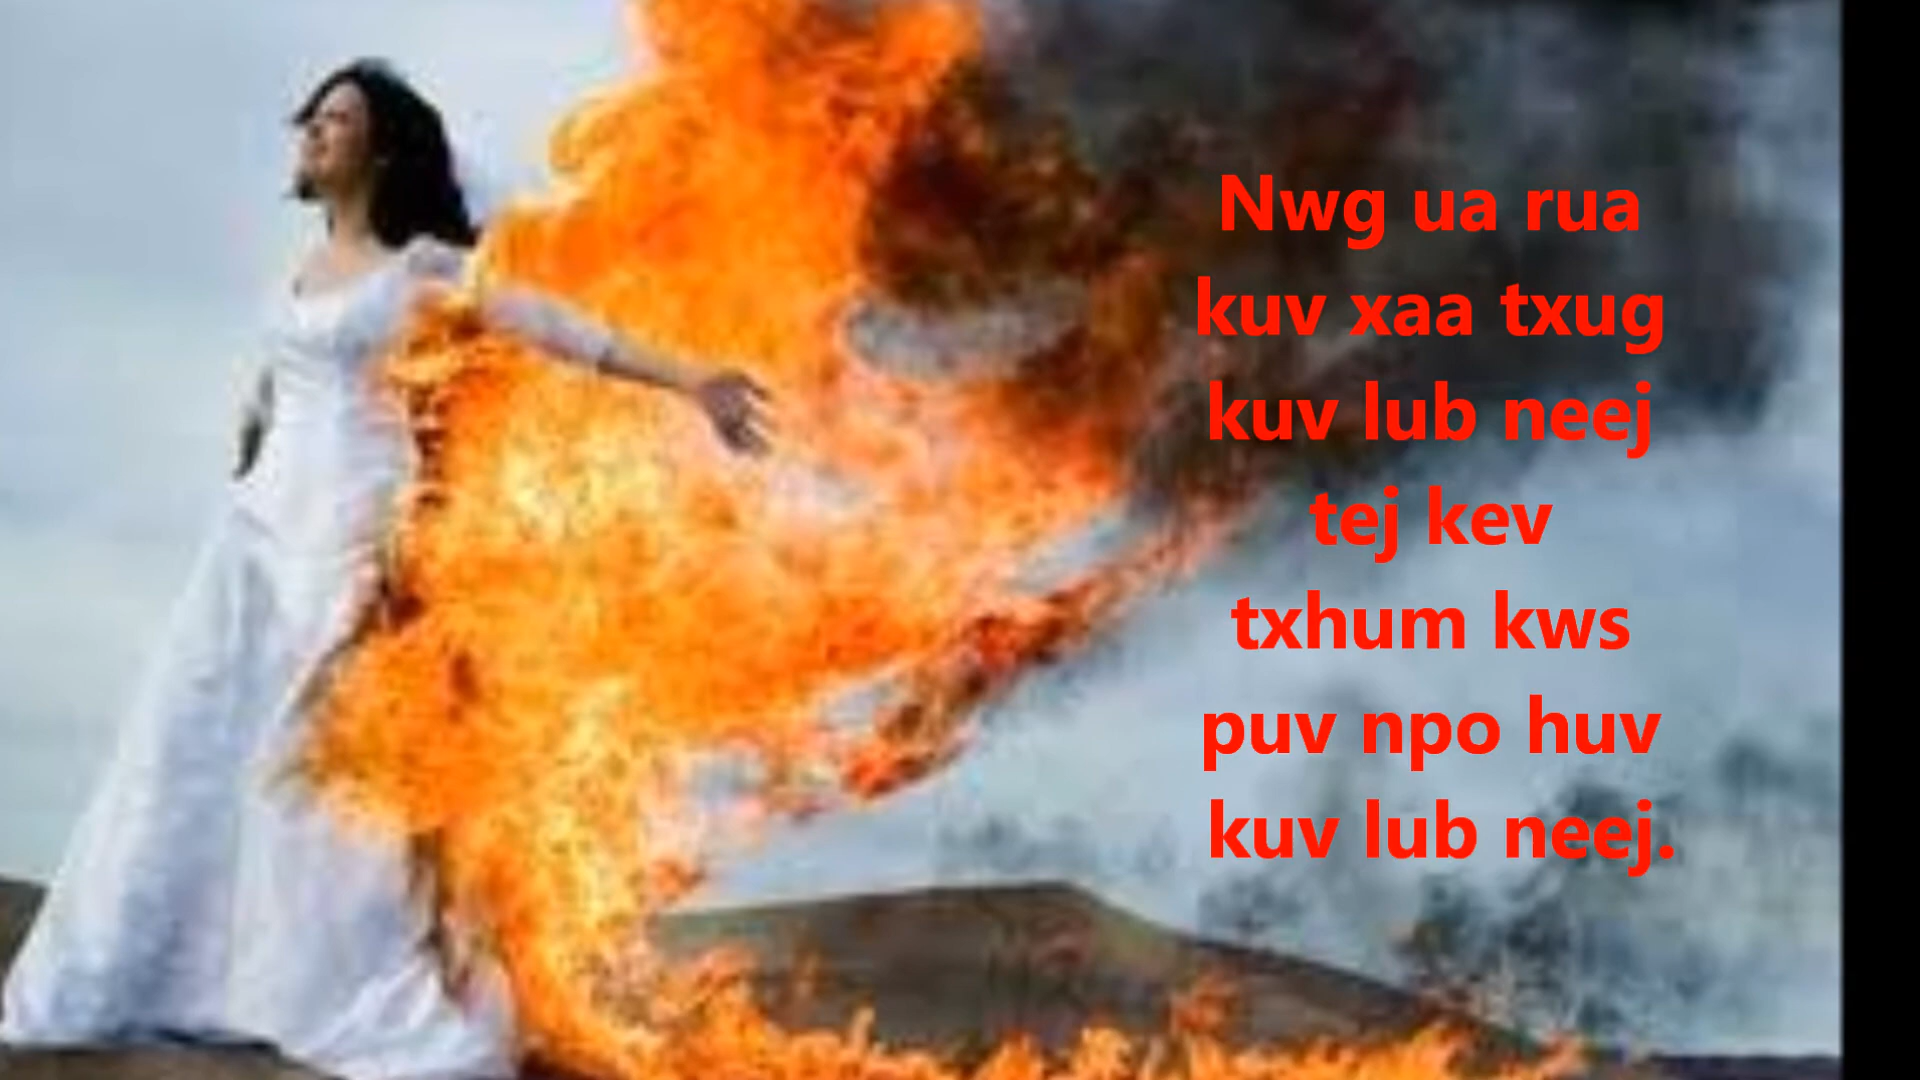 Nwg ua rua
kuv xaa txug
kuv lub neej
tej kev
txhum kws
puv npo huv
kuv lub neej.